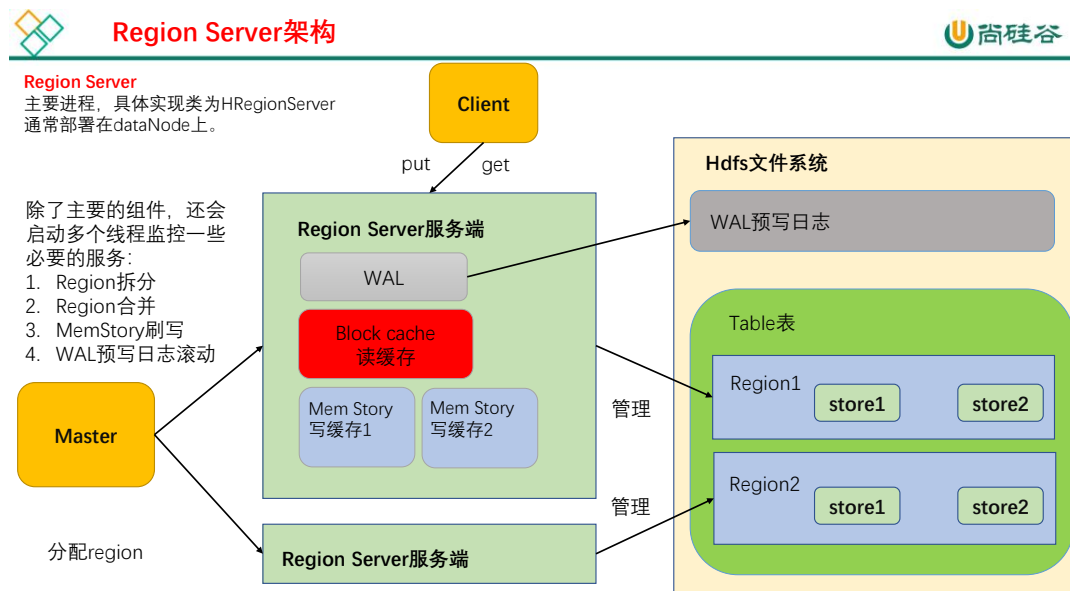 Region Server架构
尚硅谷
Region Server
主要进程，具体实现类为HRegionServer
通常部署在dataNode上。
Client
put
get
除了主要的组件，还会
启动多个线程监控一些
必要的服务：
1. Region拆分
2. Region合并
3. MemStory刷写
4. WAL预写日志滚动
Master
分配region
Region Server服务端
WAL
Block cache
读缓存
Mem Story
写缓存1
Mem Story
写缓存2
Region Server服务端
管理
管理
Hdfs文件系统
WAL预写日志
Table表
Region1
store1
store2
Region2
store1
store2